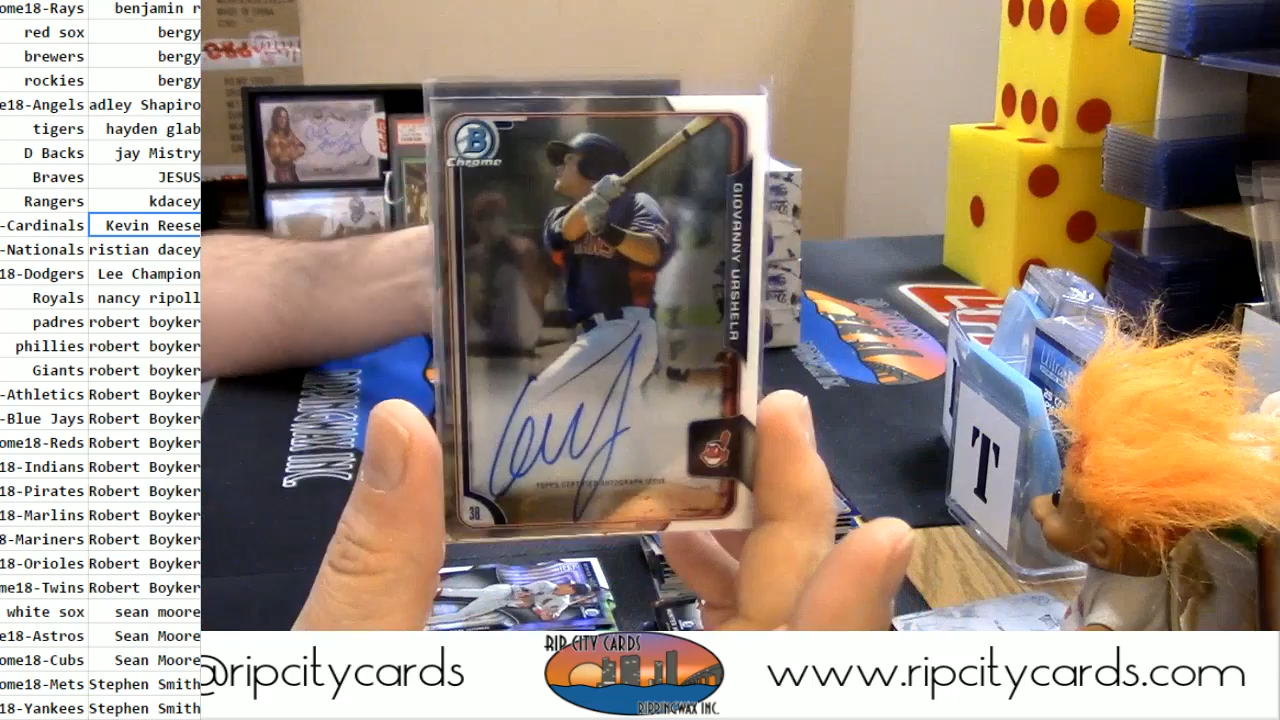 ome18-Rays benjamin r
red sox bergy
brewers bergy
rockies bergy
e18-Angels adley Shapiro
tigers hayden glab
D Backs jay Mistry
Braves JESUS
Rangers kdacey
-Cardinals Kevin Reese
-Nationals ristian dacey
18-Dodgers Lee Champion
Royals nancy ripoll
padres robert boyker
phillies robert boyker
Giants robert boyker
-Athletics Robert Boyker
-Blue Jays Robert Boyker
ome18-Reds Robert Boyker
18-Indians Robert Boyker
18-Pirates Robert Boyker
18-Marlins Robert Boyker
8-Mariners Robert Boyker
18-Orioles Robert Boyker
me18-Twins Robert Boyker
white sox sean moore
e18-Astros Sean Moore
ome18-Cubs Sean Moore
ome18-Mets Stephen Smith
18-Yankees Stephen Smith
B
Chrome
GIOVANNY URSHELA
TOPPS CERTIFIED AUTOGRAPH ISSUE
38
T
@ripcitycards
RIP CITY CARDS
RIPPINGWAX INC.
www.ripcitycards.com